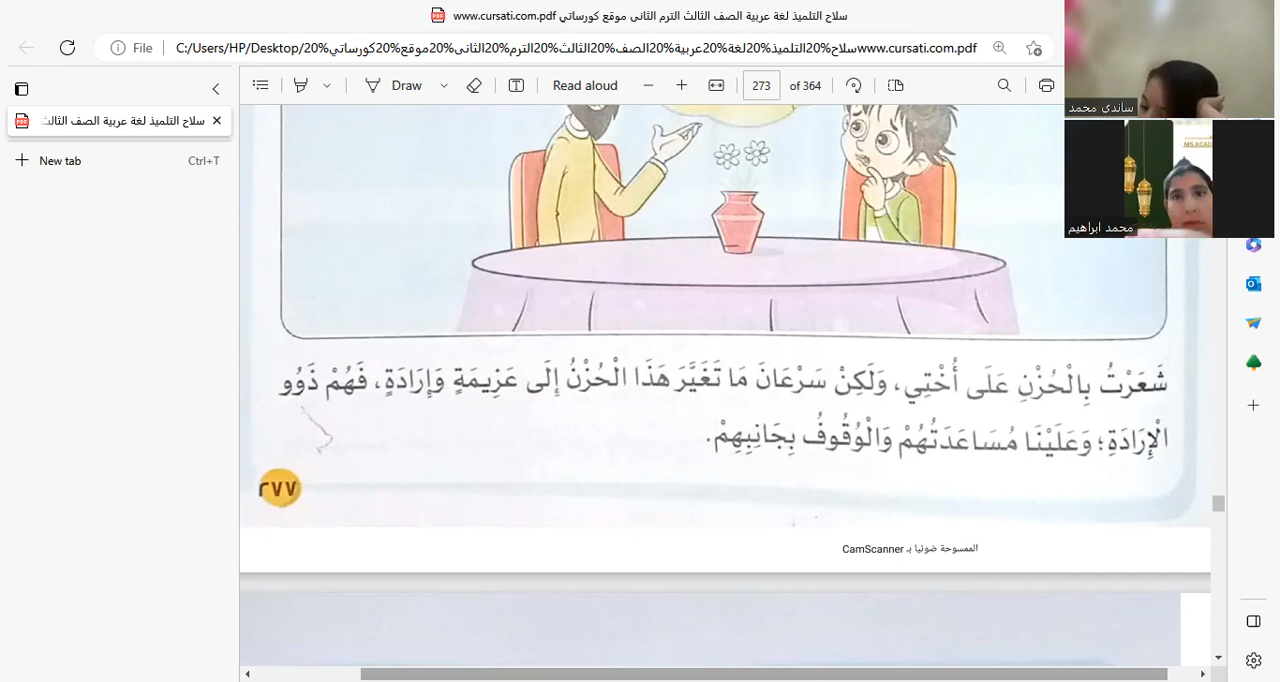 سلاح التلميذ لغة عربية الصف الثالث الترم الثانى موقع كورساتي www.cursati.com.pdf
File
C:/Users/HP/Desktop/سلاح%20التلميذ%20لغة%20عربية%20الصف%20الثالث%20الترم%20الثانى%20موقع%20كورساتي%20www.cursati.com.pdf
Draw
Read aloud
273 of 364
سلاح التلميذ لغة عربية الصف الثالث
New tab Ctrl+T
ساندي محمد
MS.ACAD
محمد ابراهيم
شَعَرْتُ بِالْحُزْنِ عَلَى أُخْتِي، وَلَكِنْ سَرْعَانَ مَا تَغَيَّرَ هَذَا الْحُزْنُ إِلَى عَزِيمَةٍ وَإِرَادَةٍ، فَهُمْ ذَوُو
الْإِرَادَةِ؛ وَعَلَيْنَا مُسَاعَدَتُهُمْ وَالْوُقُوفُ بِجَانِبِهِمْ.
٢٧٧
الممسوحة ضوئيا بـ CamScanner